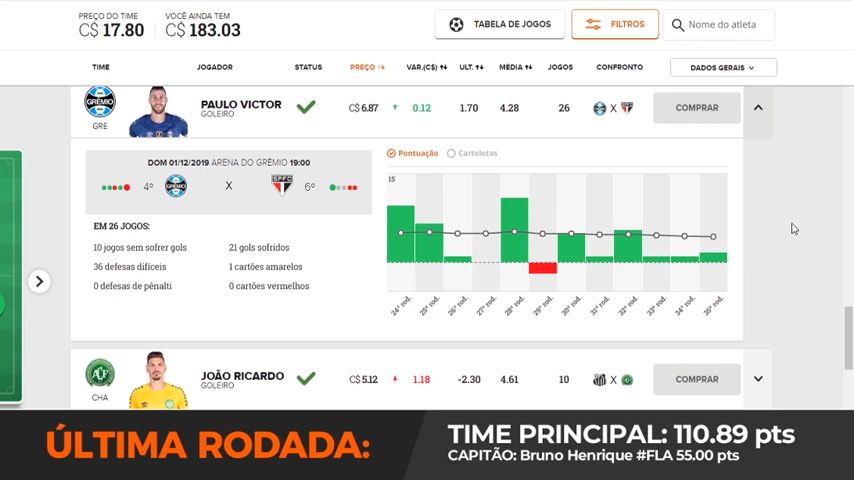 PREÇO DO TIME
C$ 17.80
VOCÊ AINDA TEM
C$ 183.03
TABELA DE JOGOS
FILTROS
Nome do atleta
TIME JOGADOR STATUS PREÇO VAR.(C$) ULT. MÉDIA JOGOS CONFRONTO DADOS GERAIS
GRÊMIO
GRE
PAULO VICTOR
GOLEIRO
C$ 6.87 0.12 1.70 4.28 26 X COMPRAR
DOM 01/12/2019 ARENA DO GRÊMIO 19:00
4º X 6º
EM 26 JOGOS:
10 jogos sem sofrer gols
21 gols sofridos
36 defesas difíceis
1 cartões amarelos
0 defesas de pênalti
0 cartões vermelhos
Pontuação Cartoletas
15
24ª rod. 25ª rod. 26ª rod. 27ª rod. 28ª rod. 29ª rod. 30ª rod. 31ª rod. 32ª rod. 33ª rod. 34ª rod. 35ª rod.
CHA
JOÃO RICARDO
GOLEIRO
C$ 5.12 1.18 -2.30 4.61 10 X COMPRAR
ÚLTIMA RODADA:
TIME PRINCIPAL: 110.89 pts
CAPITÃO: Bruno Henrique #FLA 55.00 pts